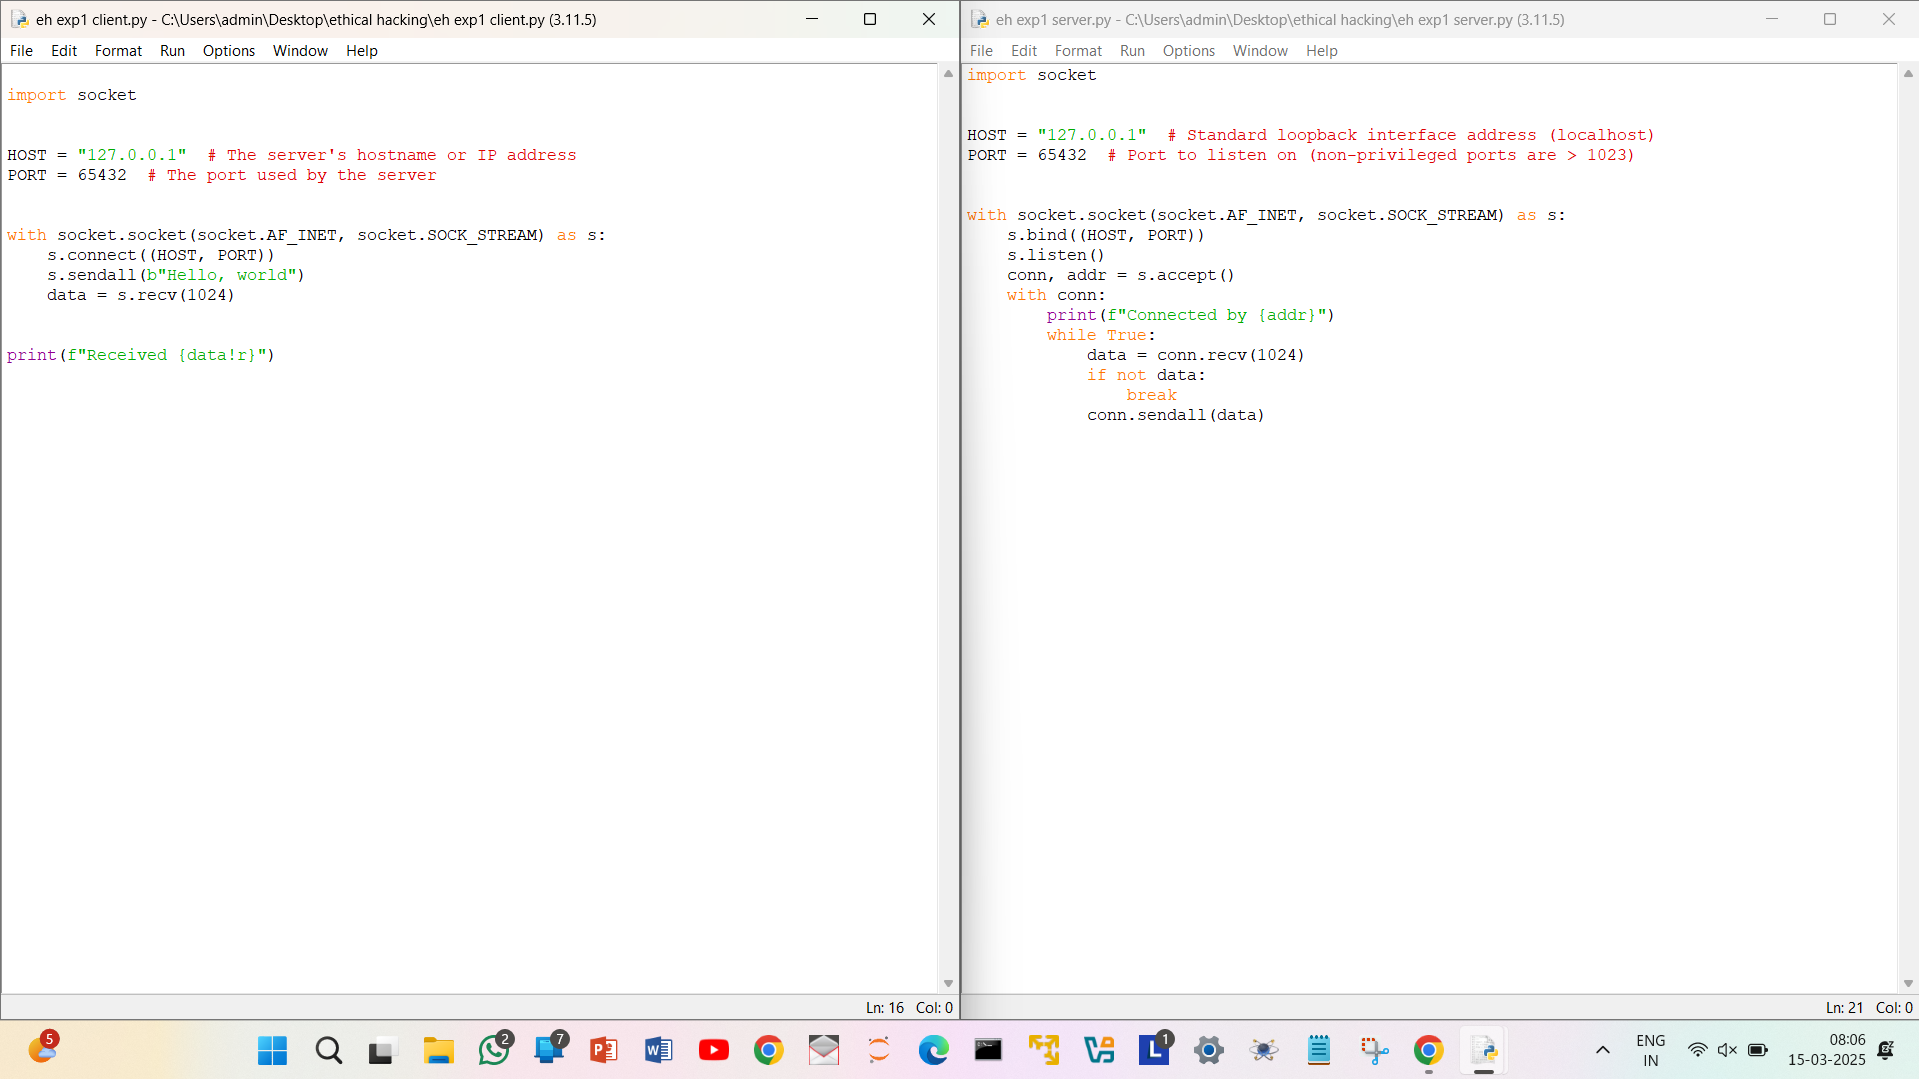 eh exp1 client.py - C:\Users\admin\Desktop\ethical hacking\eh exp1 client.py (3.11.5)
File Edit Format Run Options Window Help
import socket
HOST = "127.0.0.1"  # The server's hostname or IP address
PORT = 65432  # The port used by the server
with socket.socket(socket.AF_INET, socket.SOCK_STREAM) as s:
    s.connect((HOST, PORT))
    s.sendall(b"Hello, world")
    data = s.recv(1024)
print(f"Received {data!r}")
Ln: 16 Col: 0
eh exp1 server.py - C:\Users\admin\Desktop\ethical hacking\eh exp1 server.py (3.11.5)
File Edit Format Run Options Window Help
import socket
HOST = "127.0.0.1"  # Standard loopback interface address (localhost)
PORT = 65432  # Port to listen on (non-privileged ports are > 1023)
with socket.socket(socket.AF_INET, socket.SOCK_STREAM) as s:
    s.bind((HOST, PORT))
    s.listen()
    conn, addr = s.accept()
    with conn:
        print(f"Connected by {addr}")
        while True:
            data = conn.recv(1024)
            if not data:
                break
            conn.sendall(data)
Ln: 21 Col: 0
5
2
7
1
ENG
IN
08:06
15-03-2025